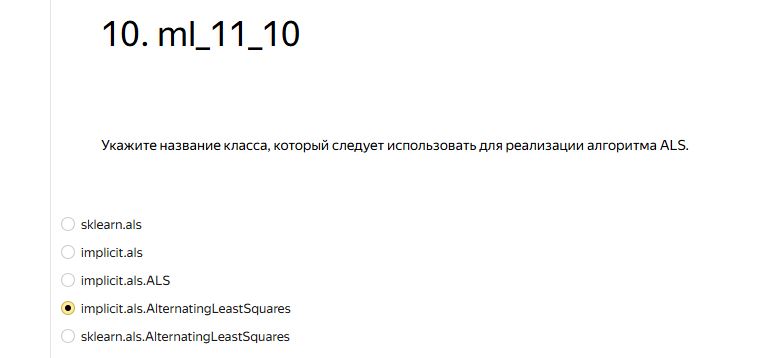 10. ml_11_10
Укажите название класса, который следует использовать для реализации алгоритма ALS.
sklearn.als
implicit.als
implicit.als.ALS
implicit.als.AlternatingLeastSquares
sklearn.als.AlternatingLeastSquares